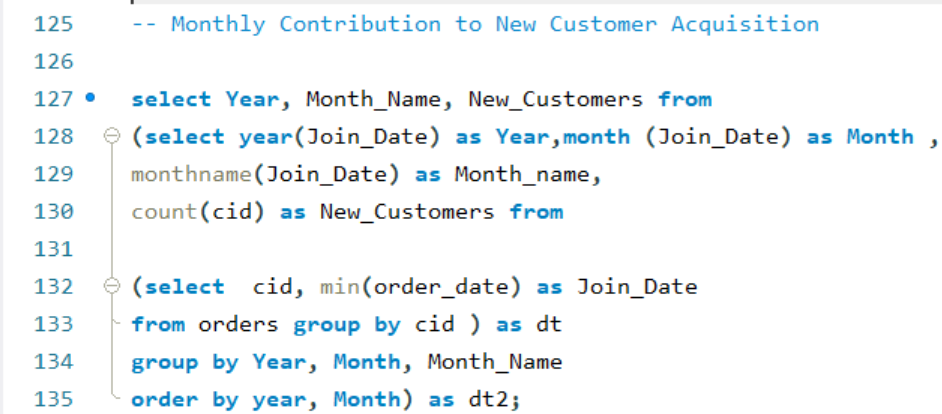 125 -- Monthly Contribution to New Customer Acquisition
126
127 select Year, Month_Name, New_Customers from
128 (select year(Join_Date) as Year,month (Join_Date) as Month ,
129 monthname(Join_Date) as Month_name,
130 count(cid) as New_Customers from
131
132 (select  cid, min(order_date) as Join_Date
133 from orders group by cid ) as dt
134 group by Year, Month, Month_Name
135 order by year, Month) as dt2;